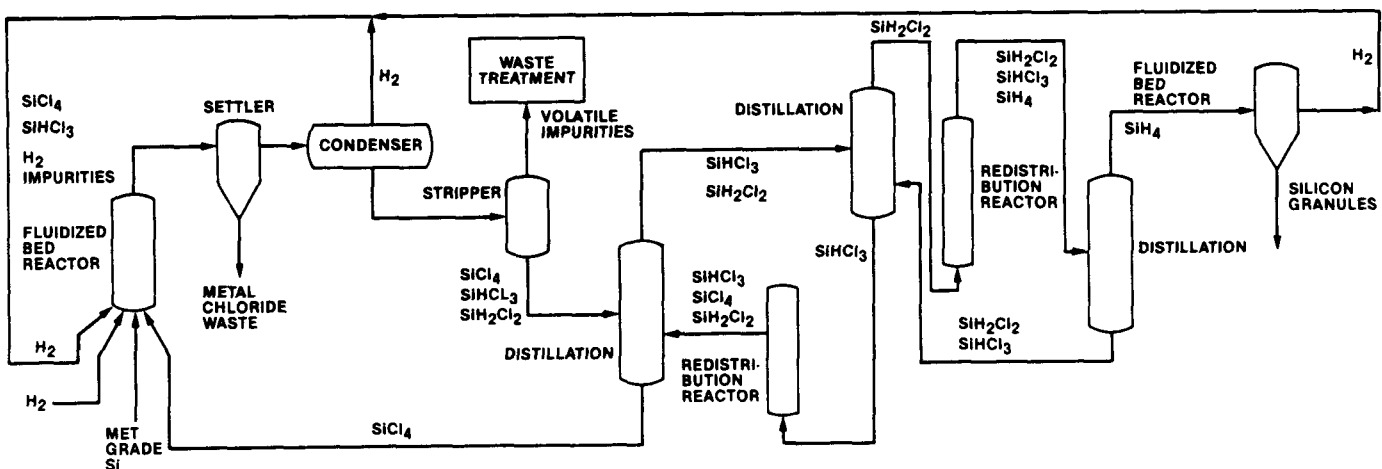 SiCl4
SiHCl3
H2
IMPURITIES
FLUIDIZED
BED
REACTOR
SETTLER
METAL
CHLORIDE
WASTE
H2
H2
MET
GRADE
Si
H2
CONDENSER
WASTE
TREATMENT
VOLATILE
IMPURITIES
STRIPPER
SiCl4
SiHCL3
SiH2Cl2
DISTILLATION
SiCl4
SiHCl3
SiH2Cl2
SiHCl3
SiCl4
SiH2Cl2
REDISTRI-
BUTION
REACTOR
DISTILLATION
SiHCl3
SiH2Cl2
REDISTRI-
BUTION
REACTOR
SiH2Cl2
SiHCl3
SiH4
SiH2Cl2
SiHCl3
DISTILLATION
FLUIDIZED
BED
REACTOR
SiH4
SILICON
GRANULES
H2